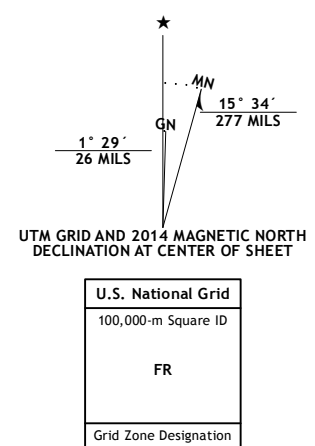 MN
GN
15° 34´
277 MILS
1° 29´
26 MILS
UTM GRID AND 2014 MAGNETIC NORTH
DECLINATION AT CENTER OF SHEET
U.S. National Grid
100,000-m Square ID
FR
Grid Zone Designation